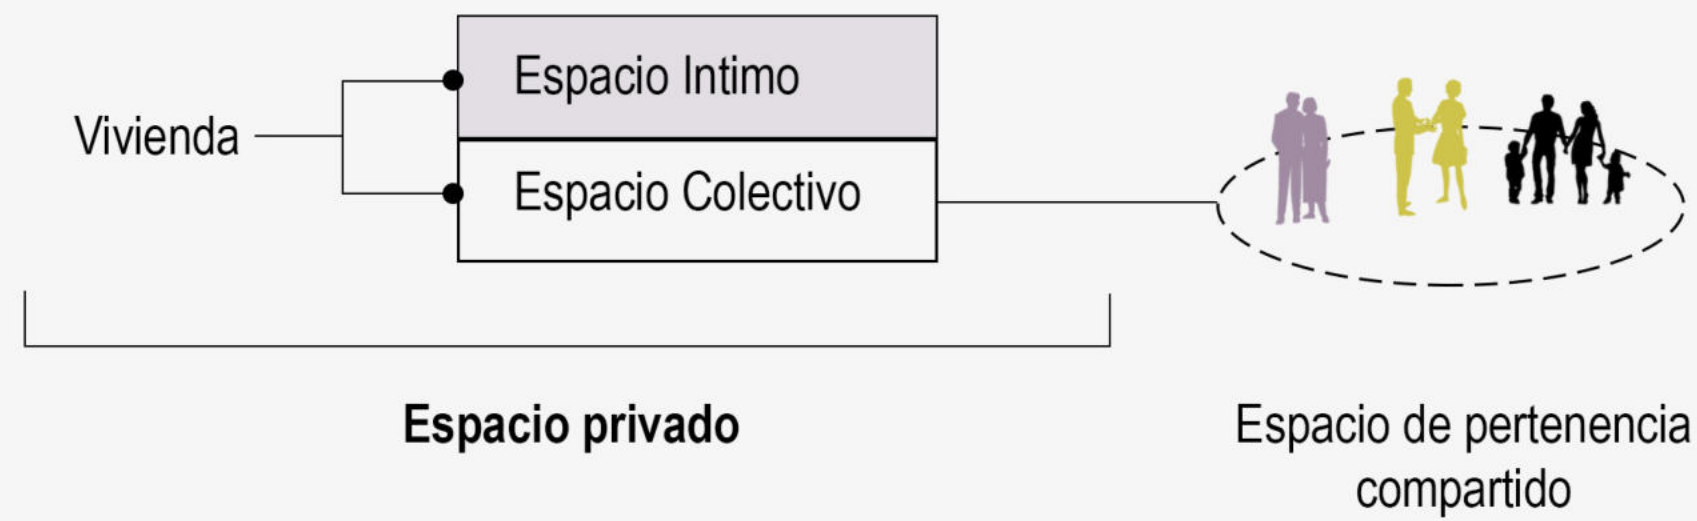 Espacio Intimo
Vivienda
Espacio Colectivo
Espacio privado
Espacio de pertenencia
compartido